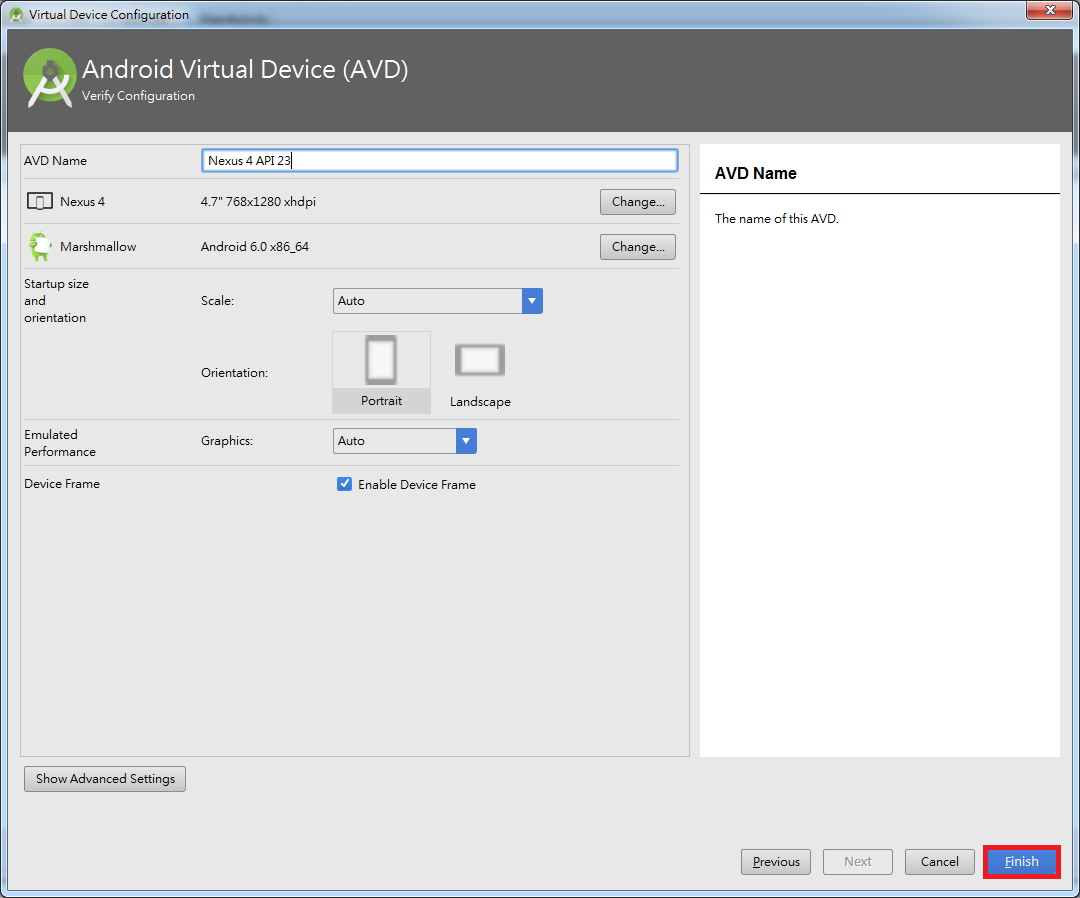 Virtual Device Configuration
Android Virtual Device (AVD)
Verify Configuration
AVD Name
Nexus 4 API 23
Nexus 4
4.7" 768x1280 xhdpi
Change...
Marshmallow
Android 6.0 x86_64
Change...
Startup size
and
orientation
Scale:
Auto
Orientation:
Portrait
Landscape
Emulated
Performance
Graphics:
Auto
Device Frame
Enable Device Frame
Show Advanced Settings
AVD Name
The name of this AVD.
Previous
Next
Cancel
Finish